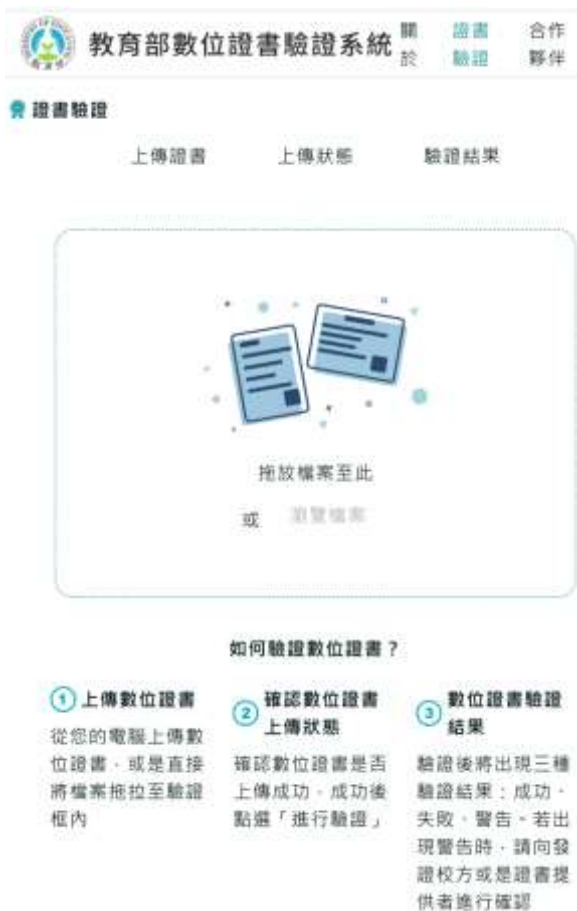 教育部數位證書驗證系統
關於
證書驗證
合作夥伴
證書驗證
上傳證書 上傳狀態 驗證結果
拖放檔案至此
或 瀏覽檔案
如何驗證數位證書？
1 上傳數位證書
從您的電腦上傳數
位證書，或是直接
將檔案拖拉至驗證
框內
2 確認數位證書
上傳狀態
確認數位證書是否
上傳成功，成功後
點選「進行驗證」
3 數位證書驗證
結果
驗證後將出現三種
驗證結果：成功、
失敗、警告。若出
現警告時，請向發
證校方或是證書提
供者進行確認